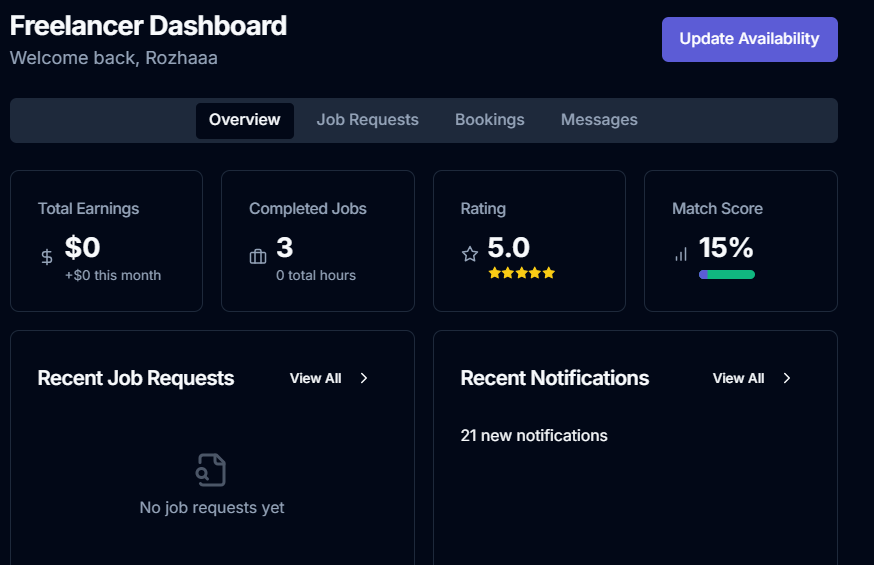 Freelancer Dashboard
Welcome back, Rozhaaa
Update Availability
Overview
Job Requests
Bookings
Messages
Total Earnings
$0
+$0 this month
Completed Jobs
3
0 total hours
Rating
5.0
Match Score
15%
Recent Job Requests
View All
No job requests yet
Recent Notifications
View All
21 new notifications